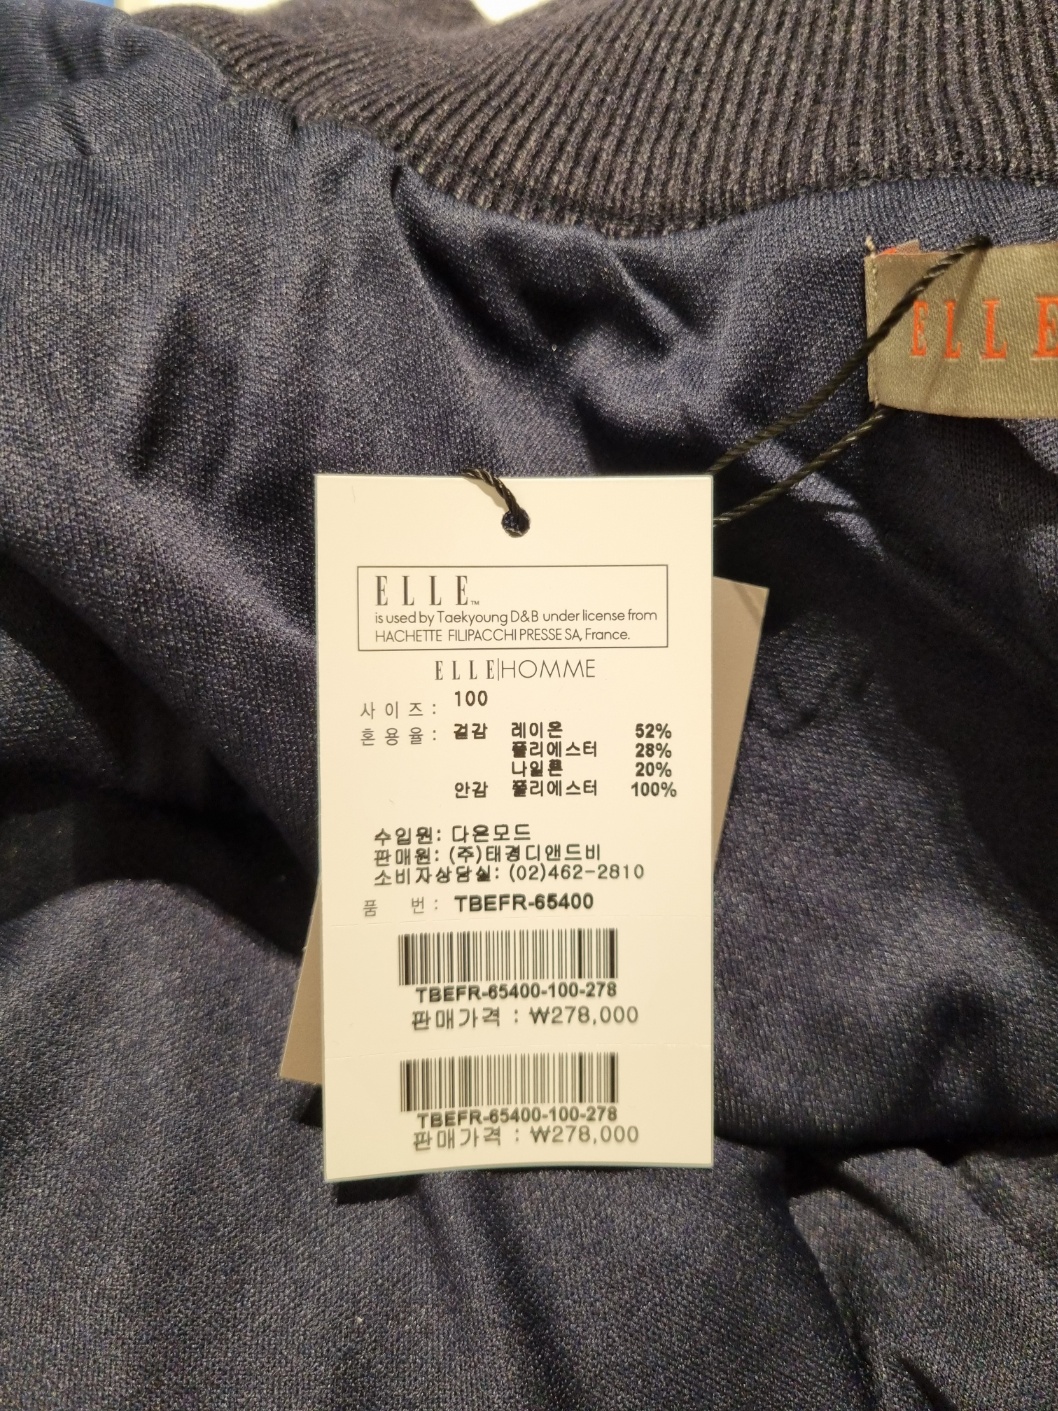 ELLE
ELLE™
is used by Taekyoung D&B under license from
HACHETTE FILIPACCHI PRESSE SA, France.
ELLE|HOMME
사 이 즈 : 100
혼 용 율 : 겉감 레이온 52%
폴리에스터 28%
나일론 20%
안감 폴리에스터 100%
수입원: 다온모드
판매원: (주)태경디앤드비
소비자상담실: (02)462-2810
품 번 : TBEFR-65400
TBEFR-65400-100-278
판매가격 : ₩278,000
TBEFR-65400-100-278
판매가격 : ₩278,000